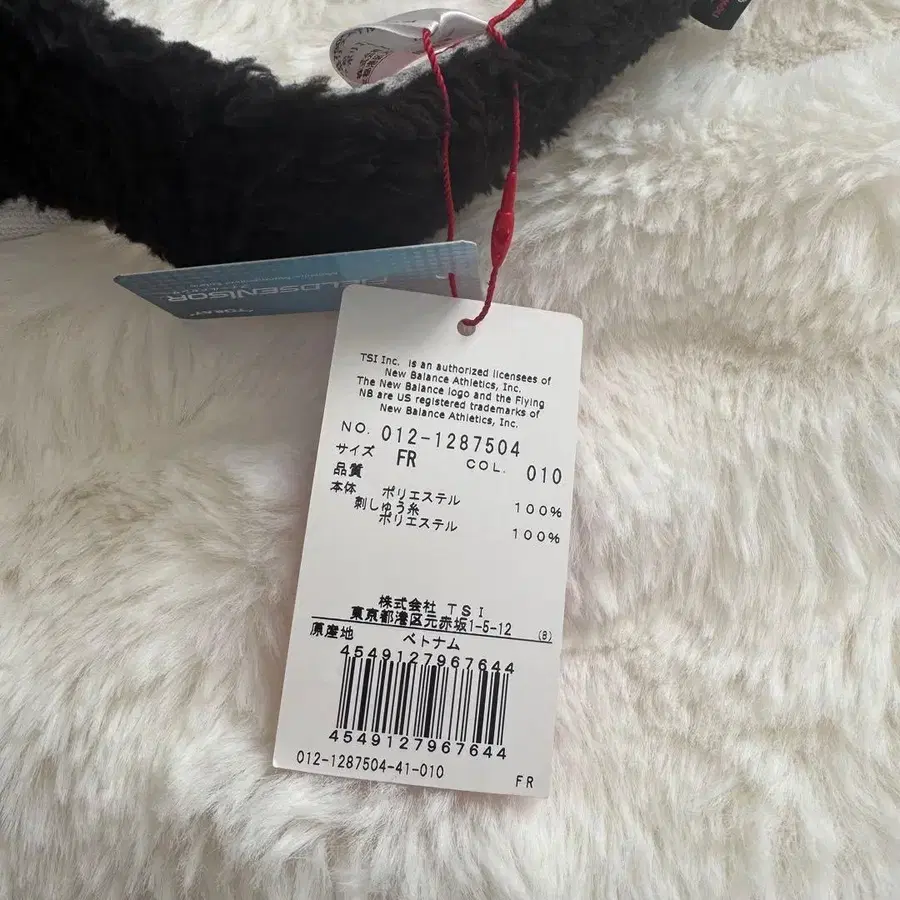 FIELDSENSOR
"TORAY"
TSI Inc. is an authorized licensees of
New Balance Athletics, Inc.
The New Balance logo and the Flying
NB are US registered trademarks of
New Balance Athletics, Inc.
NO. 012-1287504
サイズ FR COL. 010
品質
本体 ポリエステル 100%
刺しゅう糸
ポリエステル 100%
株式会社 TSI
東京都港区元赤坂1-5-12 (8)
原産地 ベトナム
4549127967644
4549127967644
012-1287504-41-010 FR